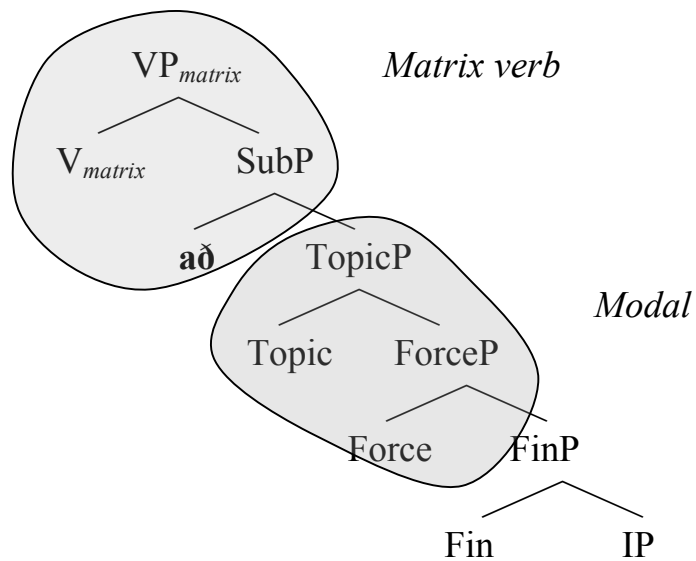 VPmatrix Matrix verb
Vmatrix SubP
að TopicP
Modal
Topic ForceP
Force FinP
Fin IP